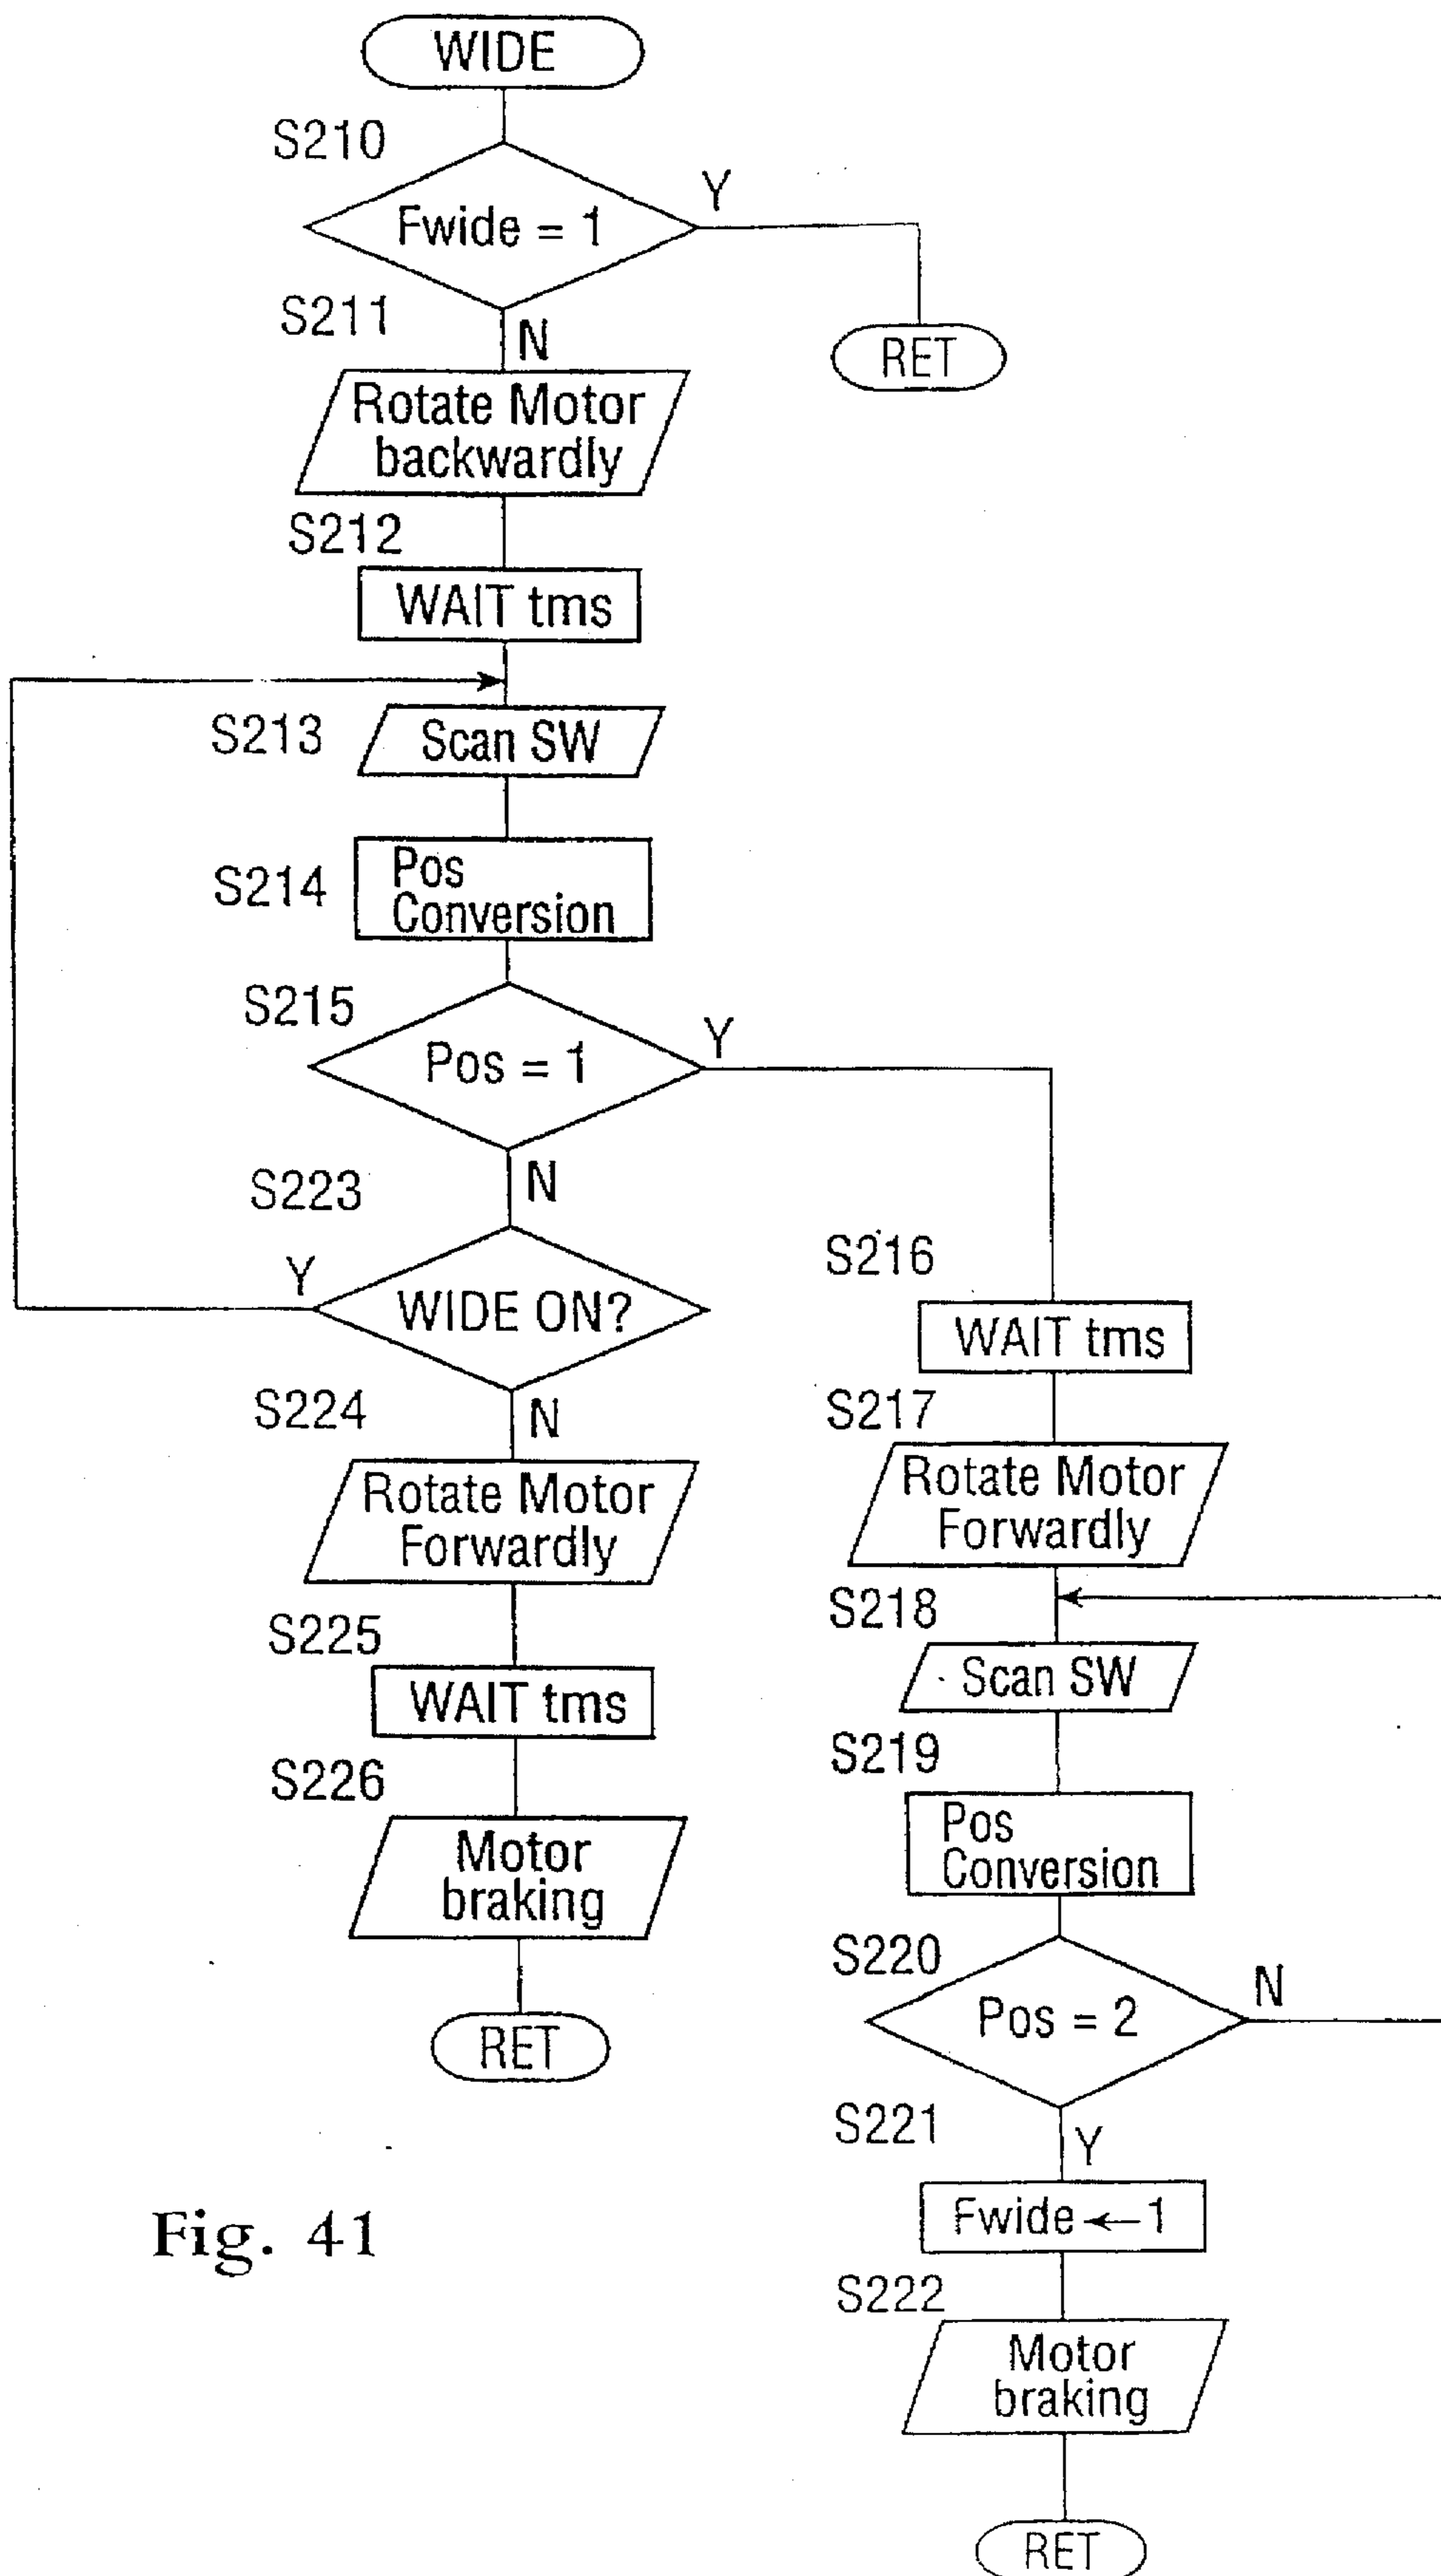 WIDE
S210
Fwide = 1
Y
S211
N
RET
Rotate Motor
backwardly
S212
WAIT tms
S213
Scan SW
S214
Pos
Conversion
S215
Pos = 1
Y
S223
N
Y
WIDE ON?
S224
N
Rotate Motor
Forwardly
S225
WAIT tms
S226
Motor
braking
RET
S216
WAIT tms
S217
Rotate Motor
Forwardly
S218
Scan SW
S219
Pos
Conversion
S220
Pos = 2
N
S221
Y
Fwide ← 1
S222
Motor
braking
RET
Fig. 41